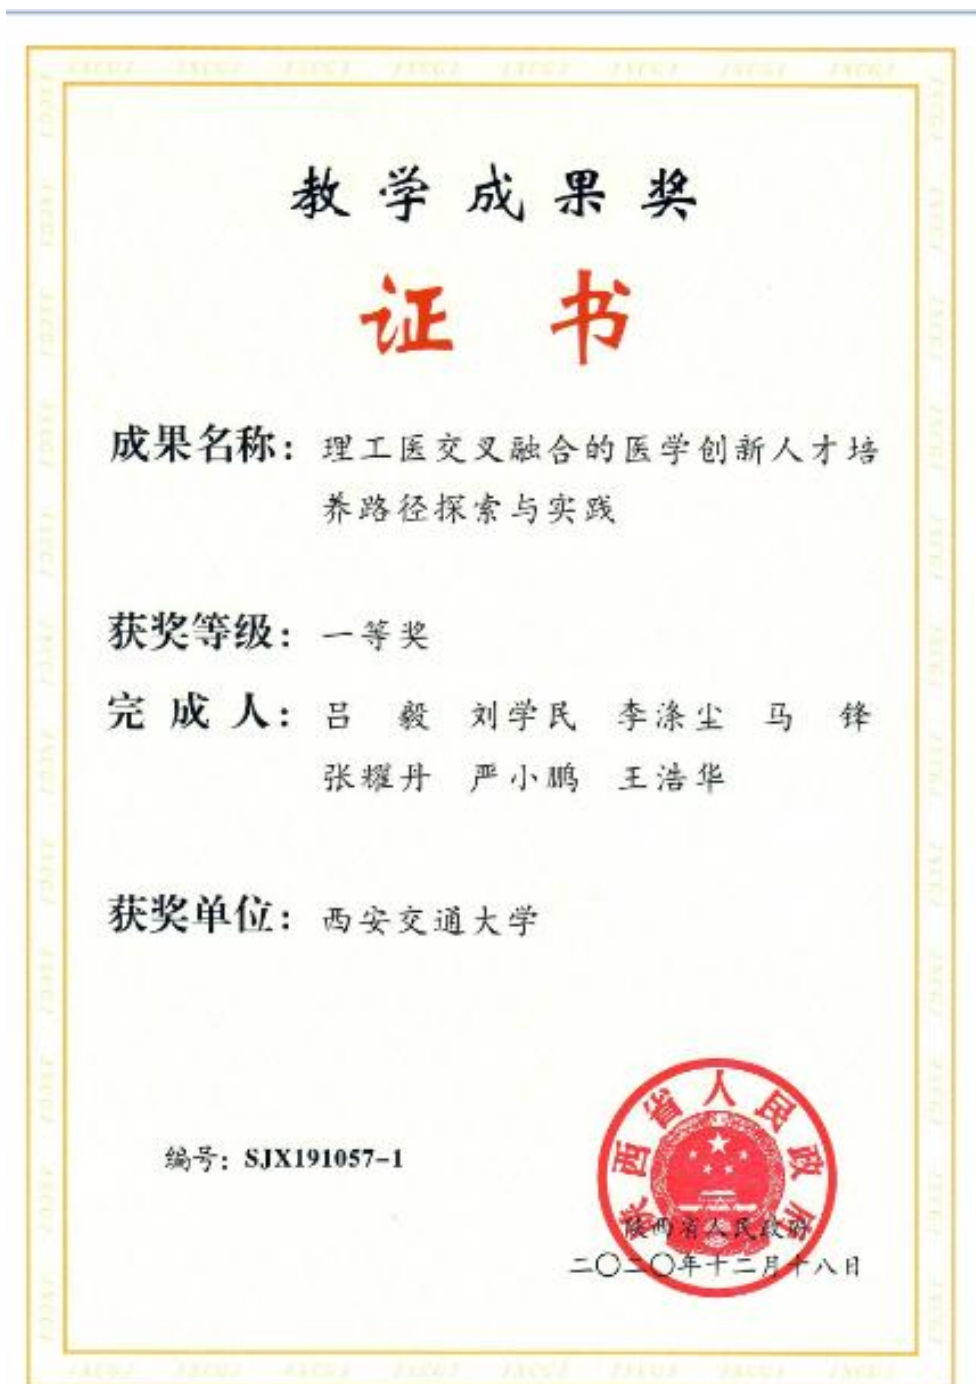 教学成果奖
证书
成果名称：理工医交叉融合的医学创新人才培
养路径探索与实践
获奖等级：一等奖
完成人：吕毅 刘学民 李涤尘 马锋
张耀丹 严小鹏 王浩华
获奖单位：西安交通大学
编号：SJX191057-1
陕西省人民政府
陕西省人民政府
二〇二〇年十二月十八日